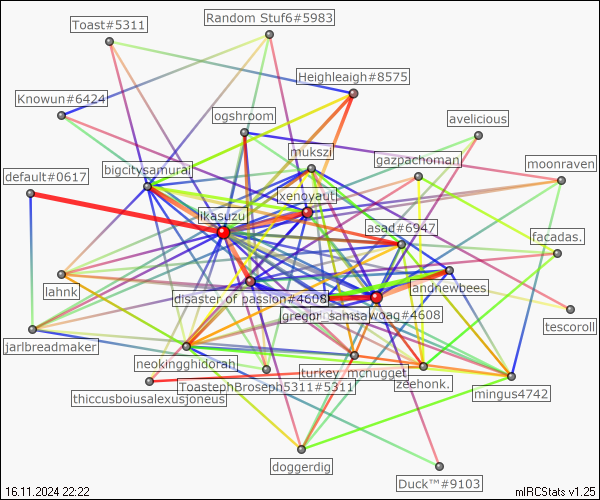 Toast#5311
Random Stuf6#5983
Heighleaigh#8575
Knowun#6424
ogshroom
avelicious
mukszi
gazpachoman
moonraven
bigcitysamurai
default#0617
xenoyaut.
ikasuzu
asad#6947
facadas.
lahnk
disaster of passion#4608
andnewbees
gregor_samsa
woag#4608
tescoroll
jarlbreadmaker
neokingghidorah
turkey_mcnugget
zeehonk.
ToastephBroseph5311#5311
thiccusboiusalexusjoneus
mingus4742
doggerdig
Duck™#9103
16.11.2024 22:22
mIRCStats v1.25